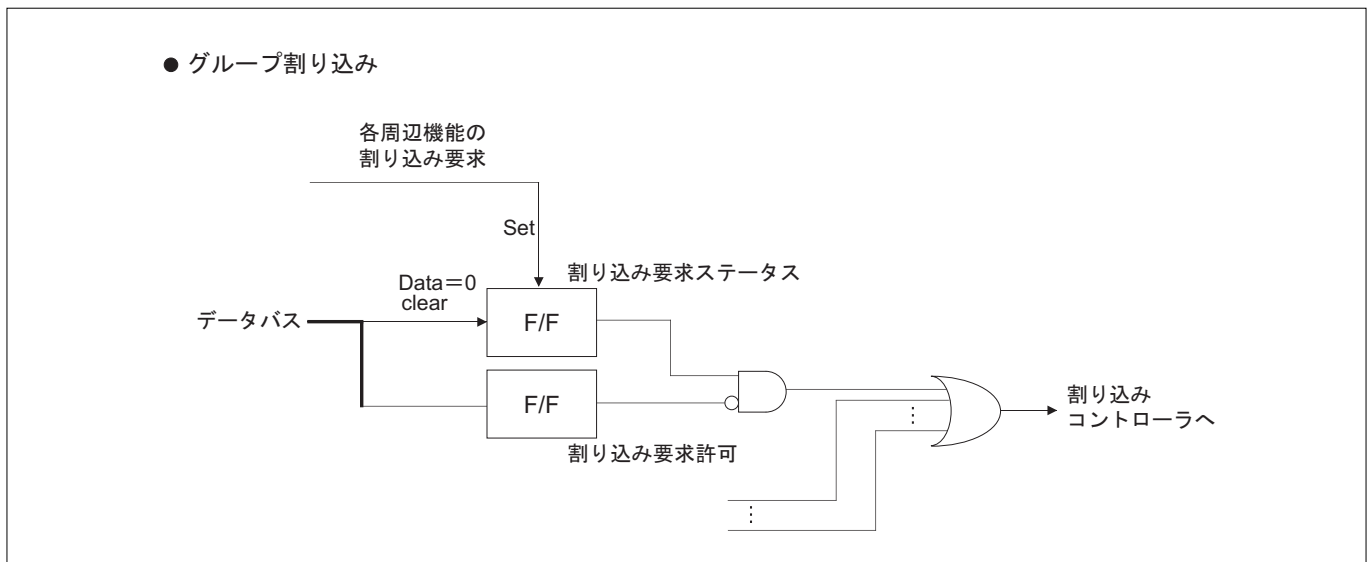 ● グループ割り込み
各周辺機能の
割り込み要求
Set
割り込み要求ステータス
Data＝0
clear
データバス
F/F
F/F
割り込み要求許可
割り込み
コントローラへ